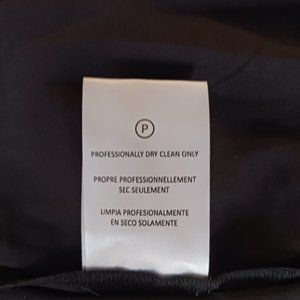 P
PROFESSIONALLY DRY CLEAN ONLY
PROPRE PROFESSIONNELLEMENT
SEC SEULEMENT
LIMPIA PROFESIONALMENTE
EN SECO SOLAMENTE